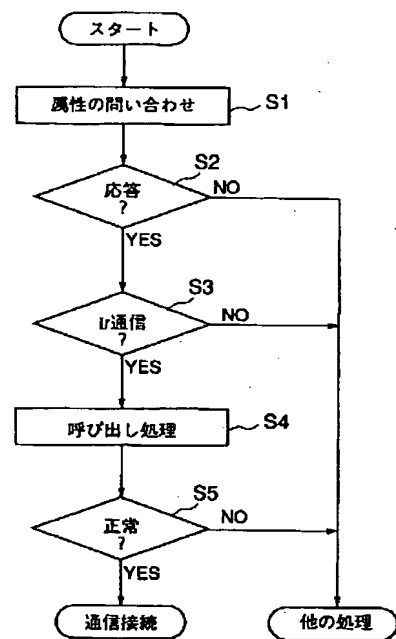 スタート
属性の問い合わせ
S1
S2
応答
?
NO
YES
S3
Ir通信
?
NO
YES
呼び出し処理
S4
S5
正常
?
NO
YES
通信接続
他の処理